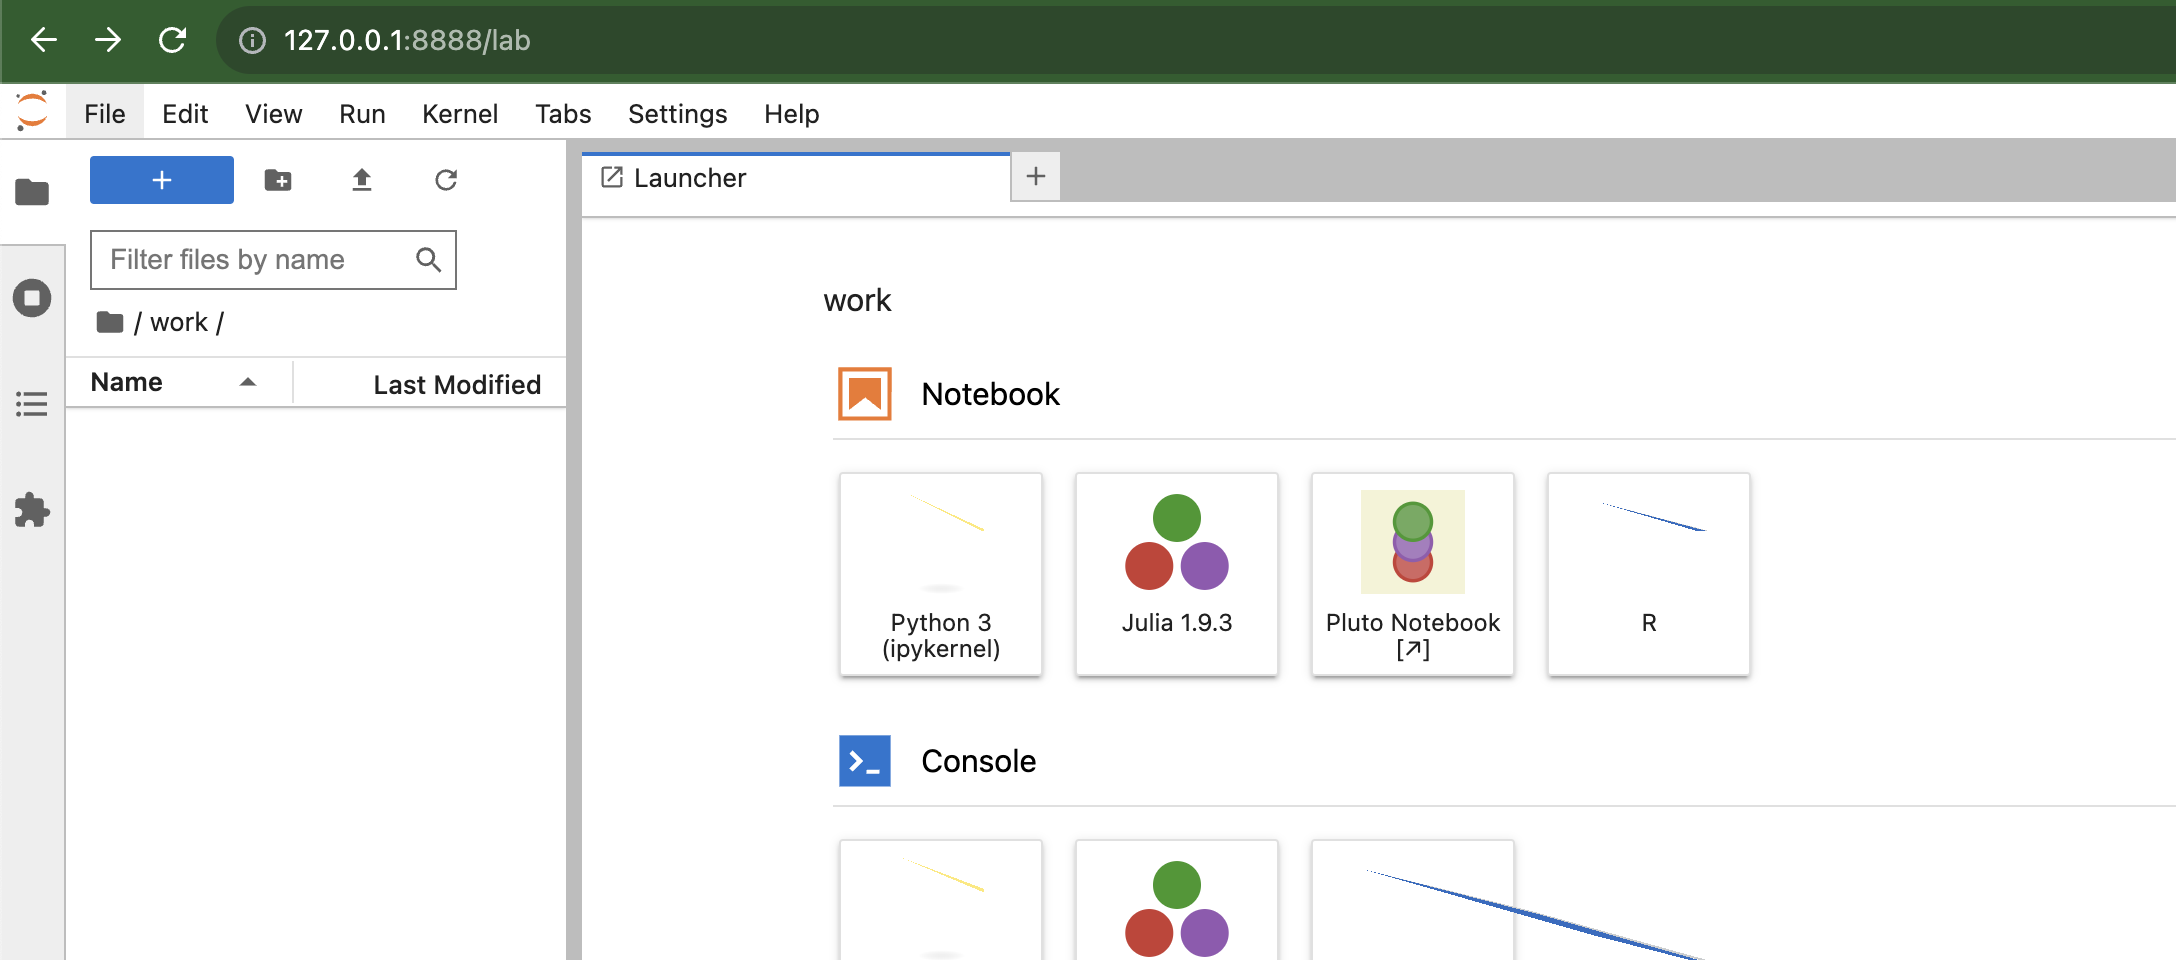 127.0.0.1:8888/lab
File Edit View Run Kernel Tabs Settings Help
+
Filter files by name
/ work /
Name Last Modified
Launcher
+
work
Notebook
Python 3
(ipykernel)
Julia 1.9.3
Pluto Notebook
[↗]
R
Console